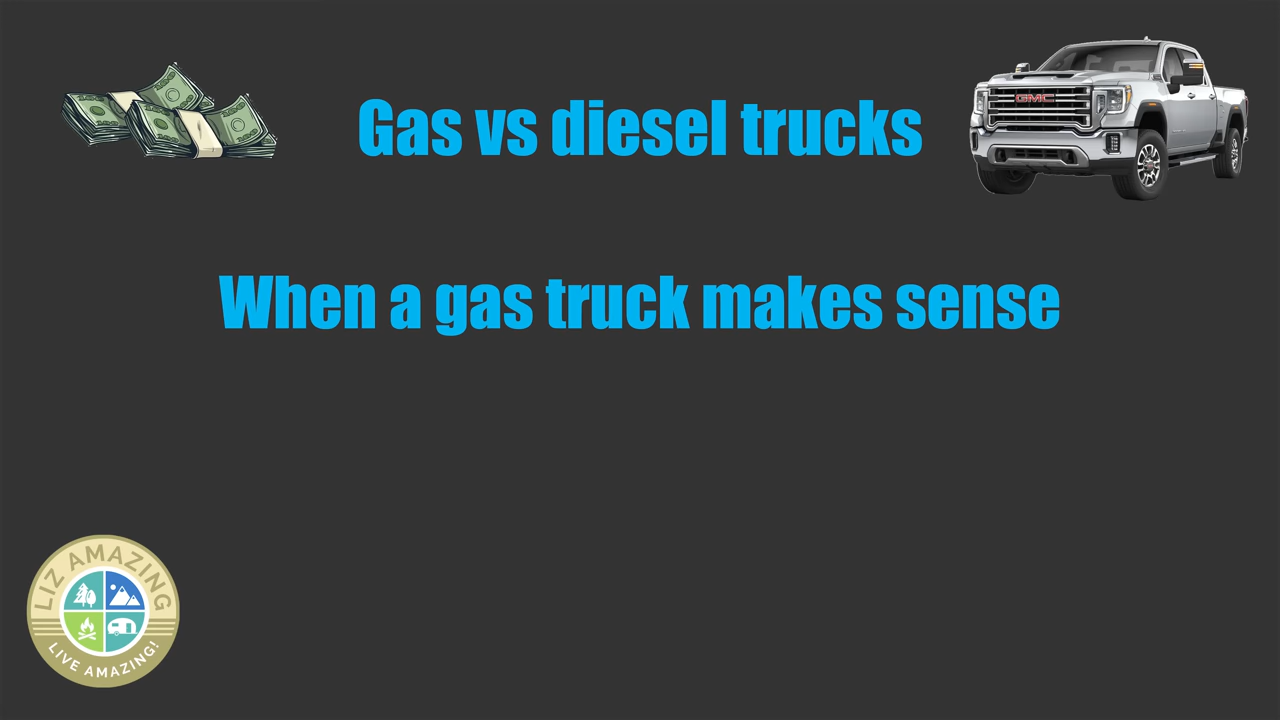 Gas vs diesel trucks
GMC
When a gas truck makes sense
LIZ AMAZING
LIVE AMAZING!